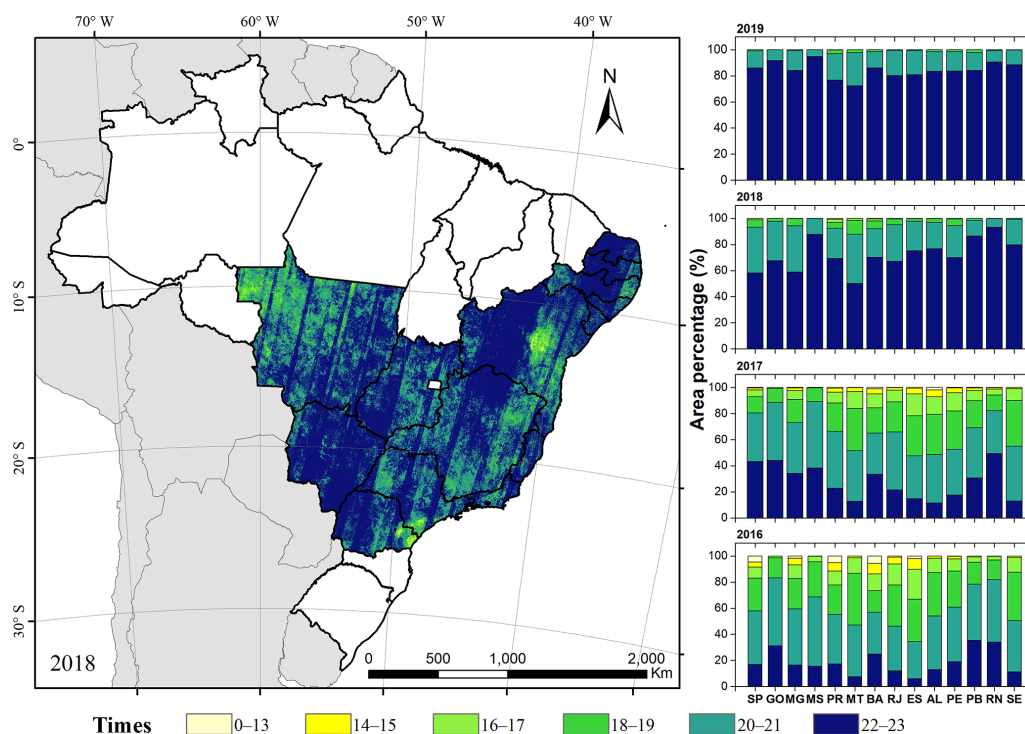 70° W
60° W
50° W
40° W
0°
10° S
20° S
30° S
N
2018
0
500
1,000
2,000
Km
Area percentage (%)
2019
100
80
60
40
20
0
2018
100
80
60
40
20
0
2017
100
80
60
40
20
0
2016
100
80
60
40
20
0
SP GO MG MS PR MT BA RJ ES AL PE PB RN SE
Times 0–13 14–15 16–17 18–19 20–21 22–23